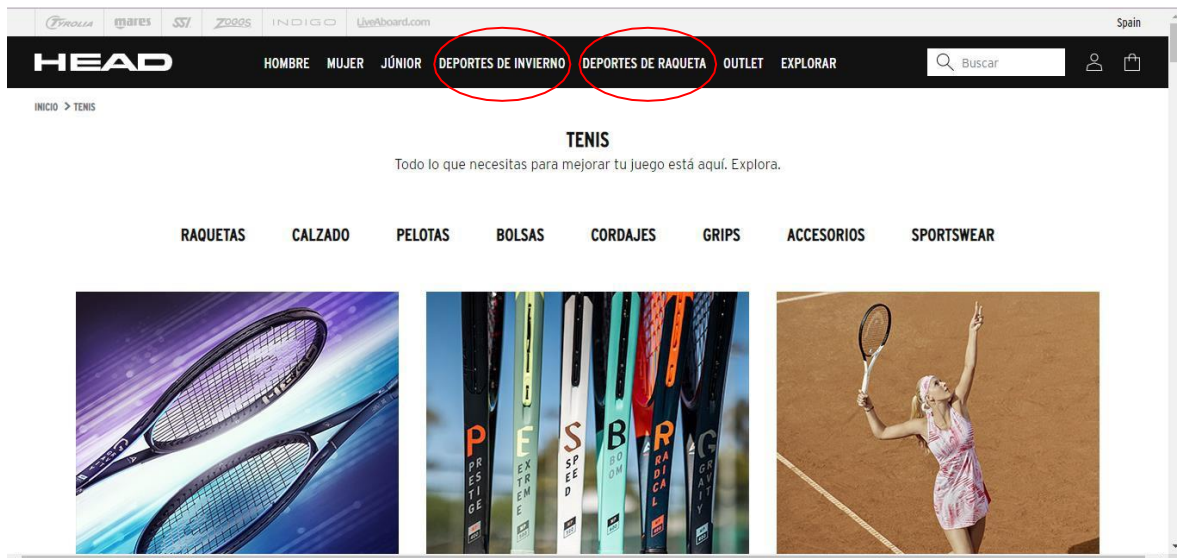 TYROLIA mares SSI ZOGGS INDIGO LiveAboard.com Spain
HEAD HOMBRE MUJER JÚNIOR DEPORTES DE INVIERNO DEPORTES DE RAQUETA OUTLET EXPLORAR Buscar
INICIO > TENIS
TENIS
Todo lo que necesitas para mejorar tu juego está aquí. Explora.
RAQUETAS CALZADO PELOTAS BOLSAS CORDAJES GRIPS ACCESORIOS SPORTSWEAR
HEAD
P E S B R G
PRESTIGE
EXTREME
SPEED
BOOM
RADICAL
GRAVITY